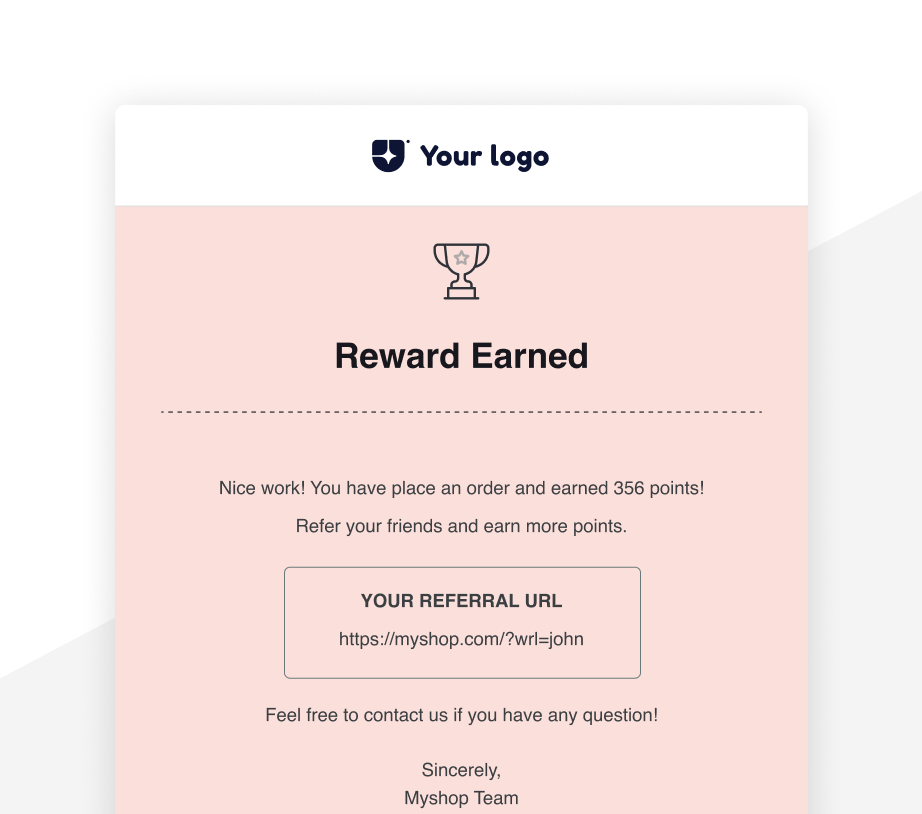 Your logo
Reward Earned
Nice work! You have place an order and earned 356 points!
Refer your friends and earn more points.
YOUR REFERRAL URL
https://myshop.com/?wrl=john
Feel free to contact us if you have any question!
Sincerely,
Myshop Team